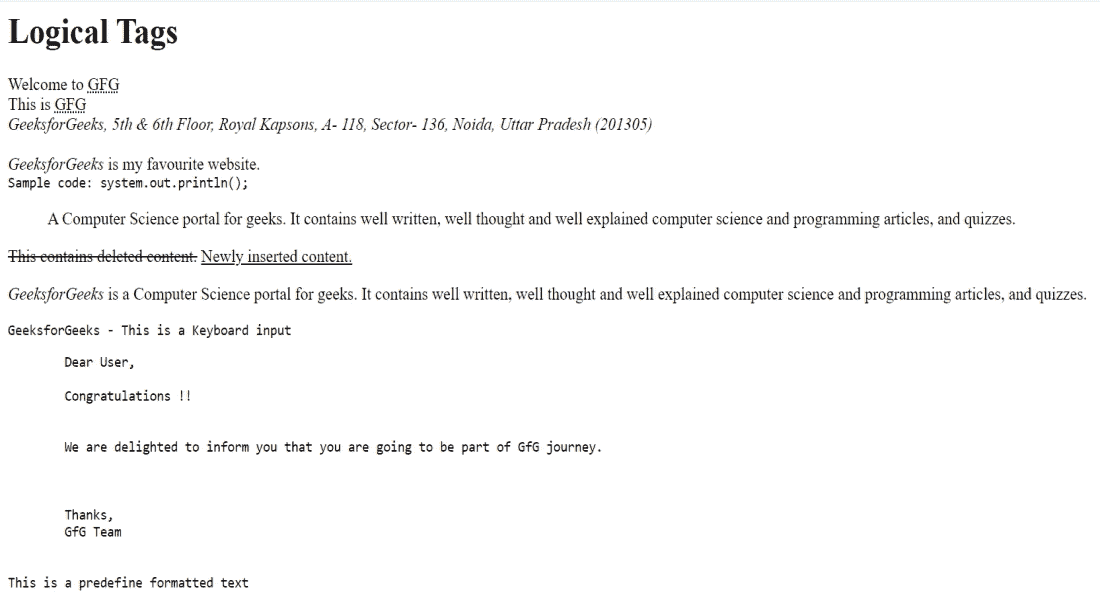 Logical Tags
Welcome to GFG
This is GFG
GeeksforGeeks, 5th & 6th Floor, Royal Kapsons, A- 118, Sector- 136, Noida, Uttar Pradesh (201305)
GeeksforGeeks is my favourite website.
Sample code: system.out.println();
A Computer Science portal for geeks. It contains well written, well thought and well explained computer science and programming articles, and quizzes.
This contains deleted content. Newly inserted content.
GeeksforGeeks is a Computer Science portal for geeks. It contains well written, well thought and well explained computer science and programming articles, and quizzes.
GeeksforGeeks - This is a Keyboard input
Dear User,
Congratulations !!
We are delighted to inform you that you are going to be part of GfG journey.
Thanks,
GfG Team
This is a predefine formatted text